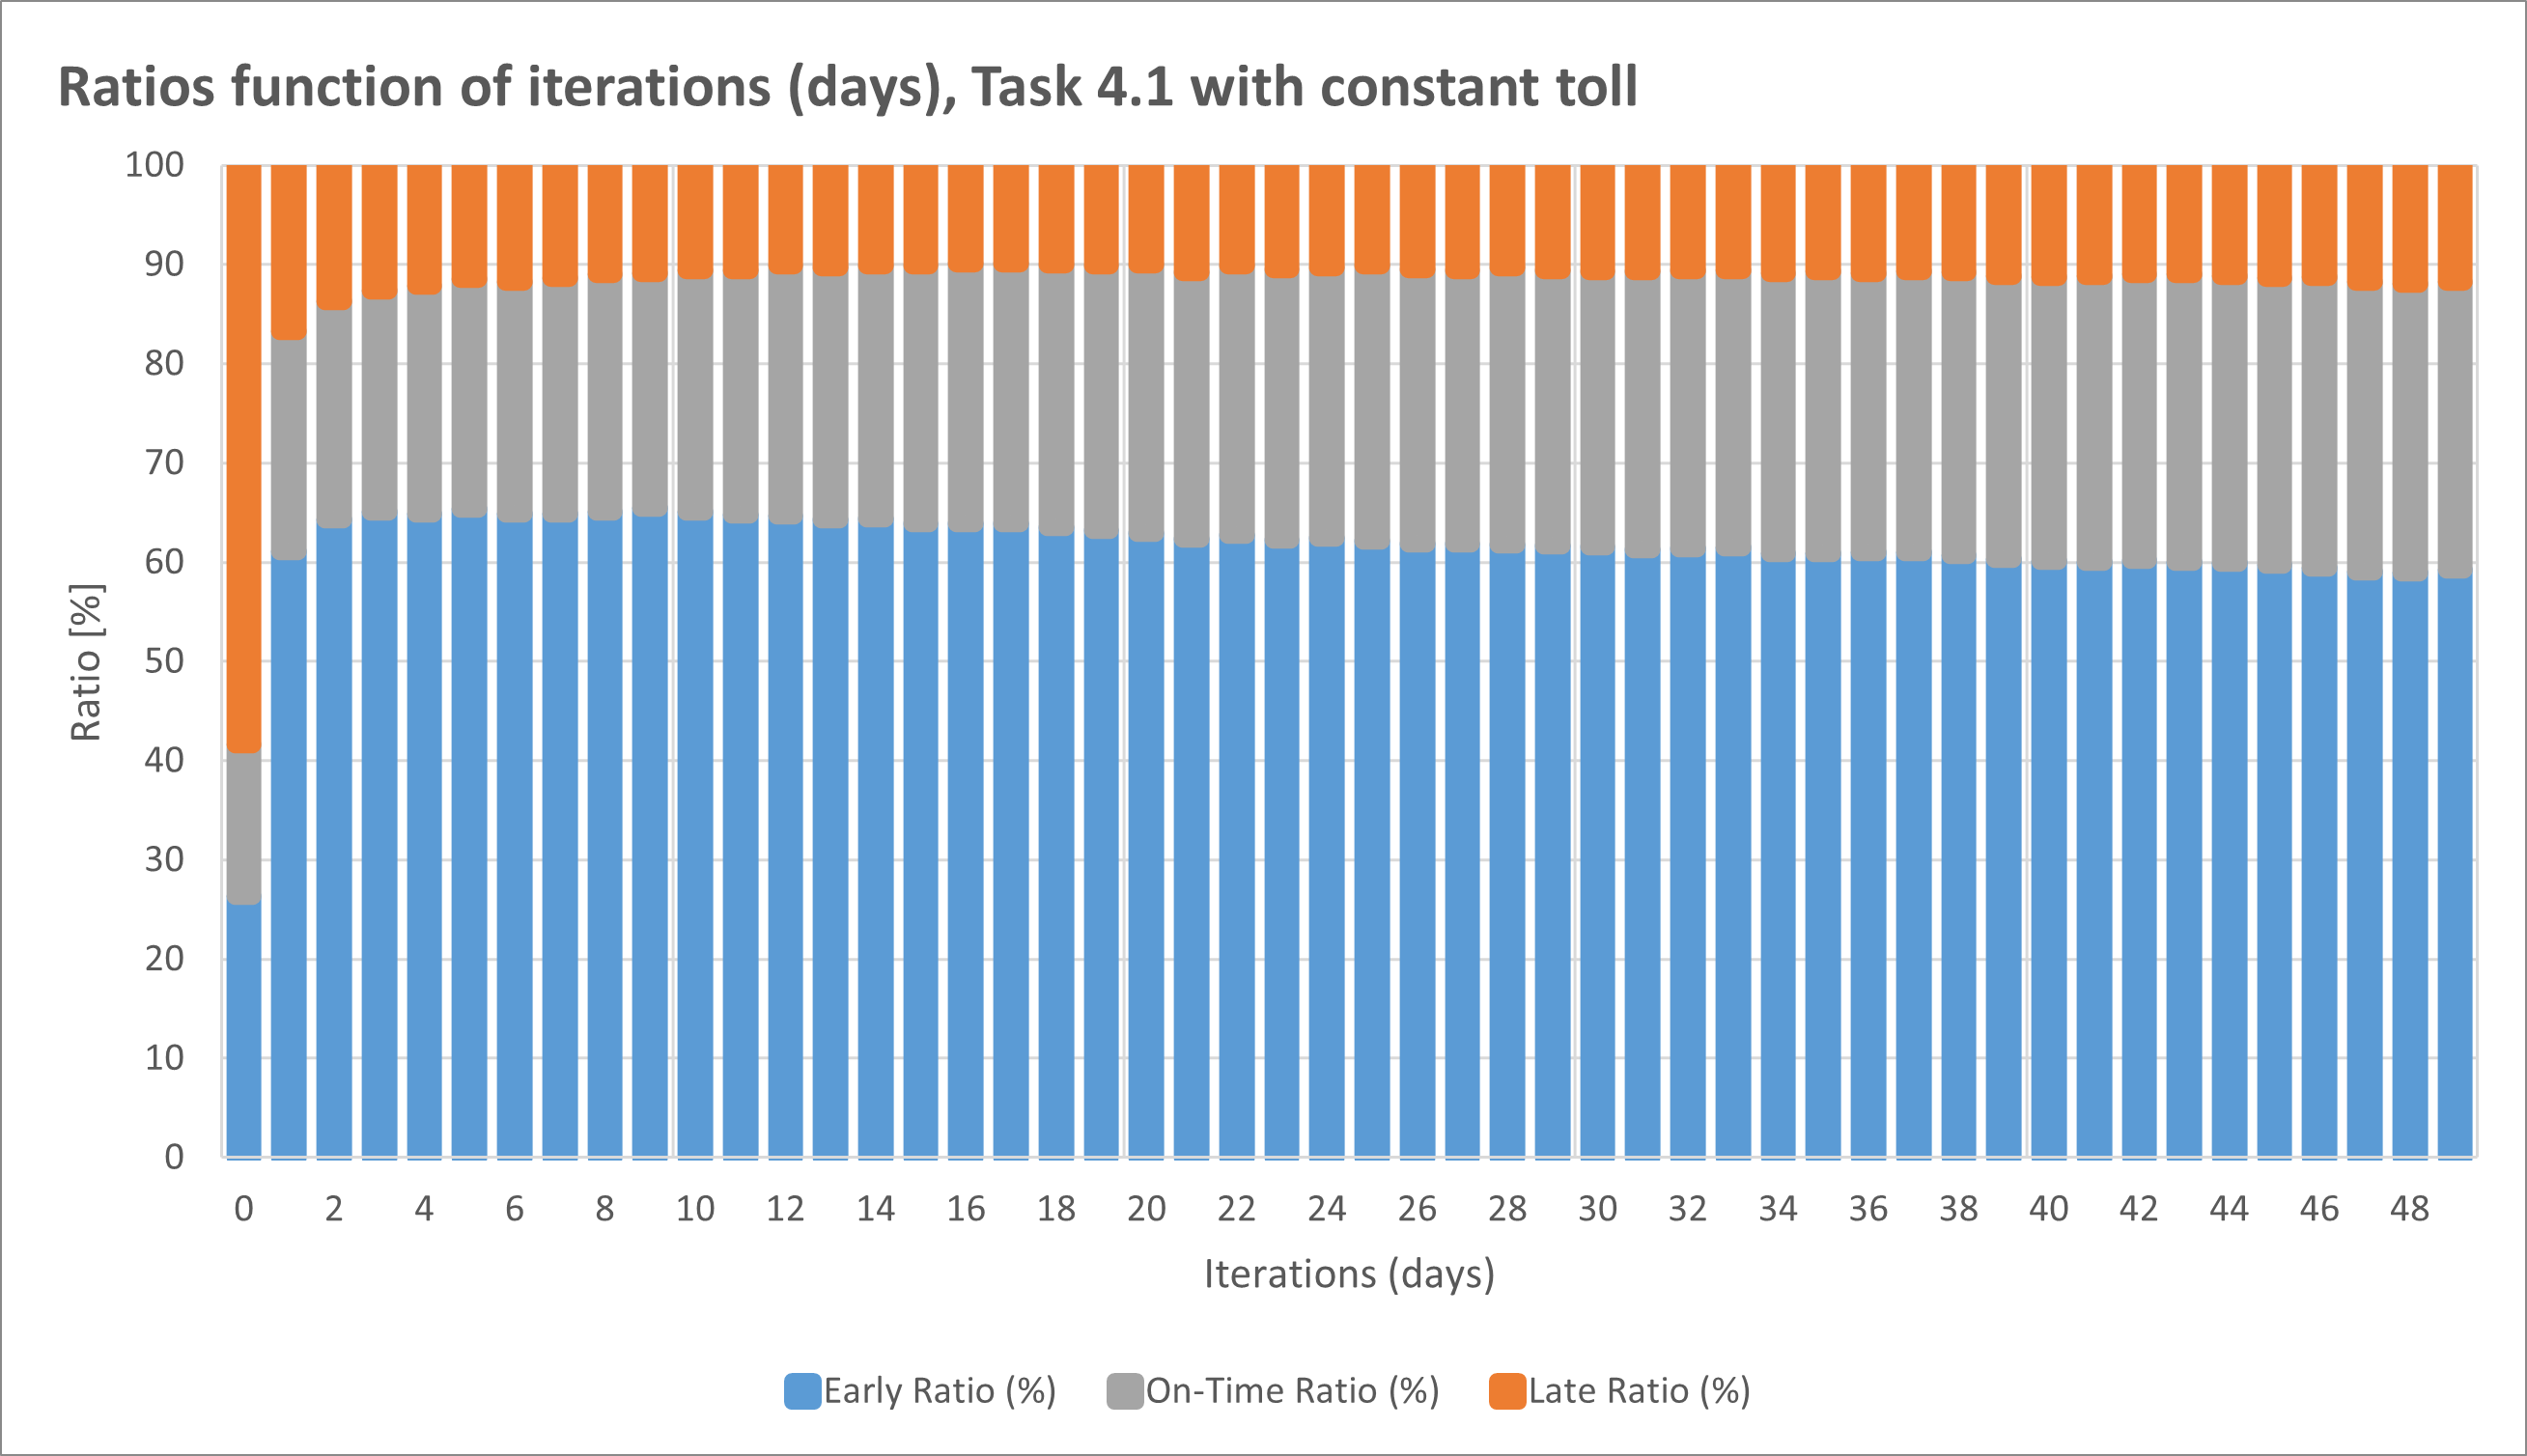 Ratios function of iterations (days), Task 4.1 with constant toll
100
90
80
70
60
50
40
30
20
10
0
Ratio [%]
0 2 4 6 8 10 12 14 16 18 20 22 24 26 28 30 32 34 36 38 40 42 44 46 48
Iterations (days)
Early Ratio (%) On-Time Ratio (%) Late Ratio (%)